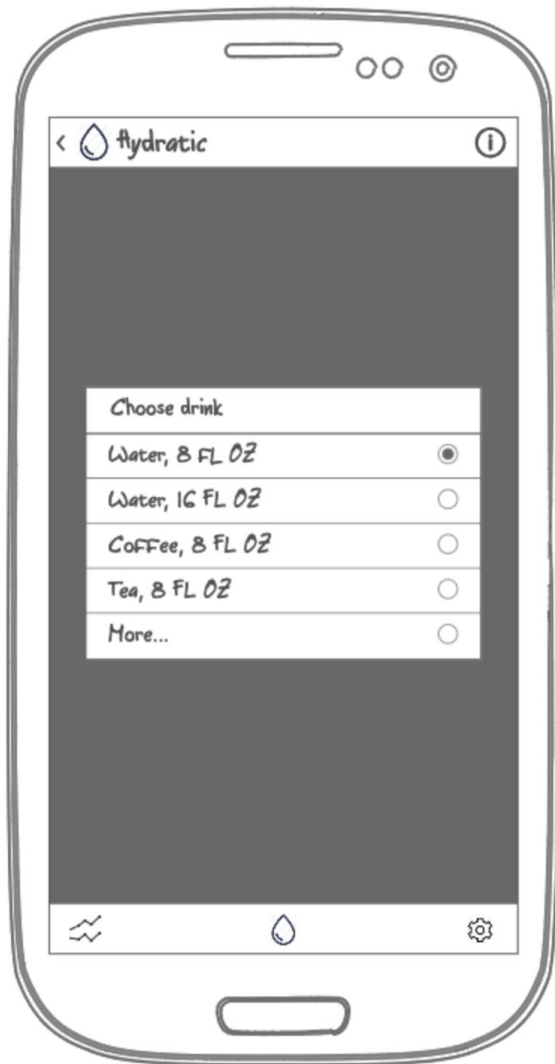 Hydratic
Choose drink
Water, 8 FL OZ
Water, 16 FL OZ
Coffee, 8 FL OZ
Tea, 8 FL OZ
More...